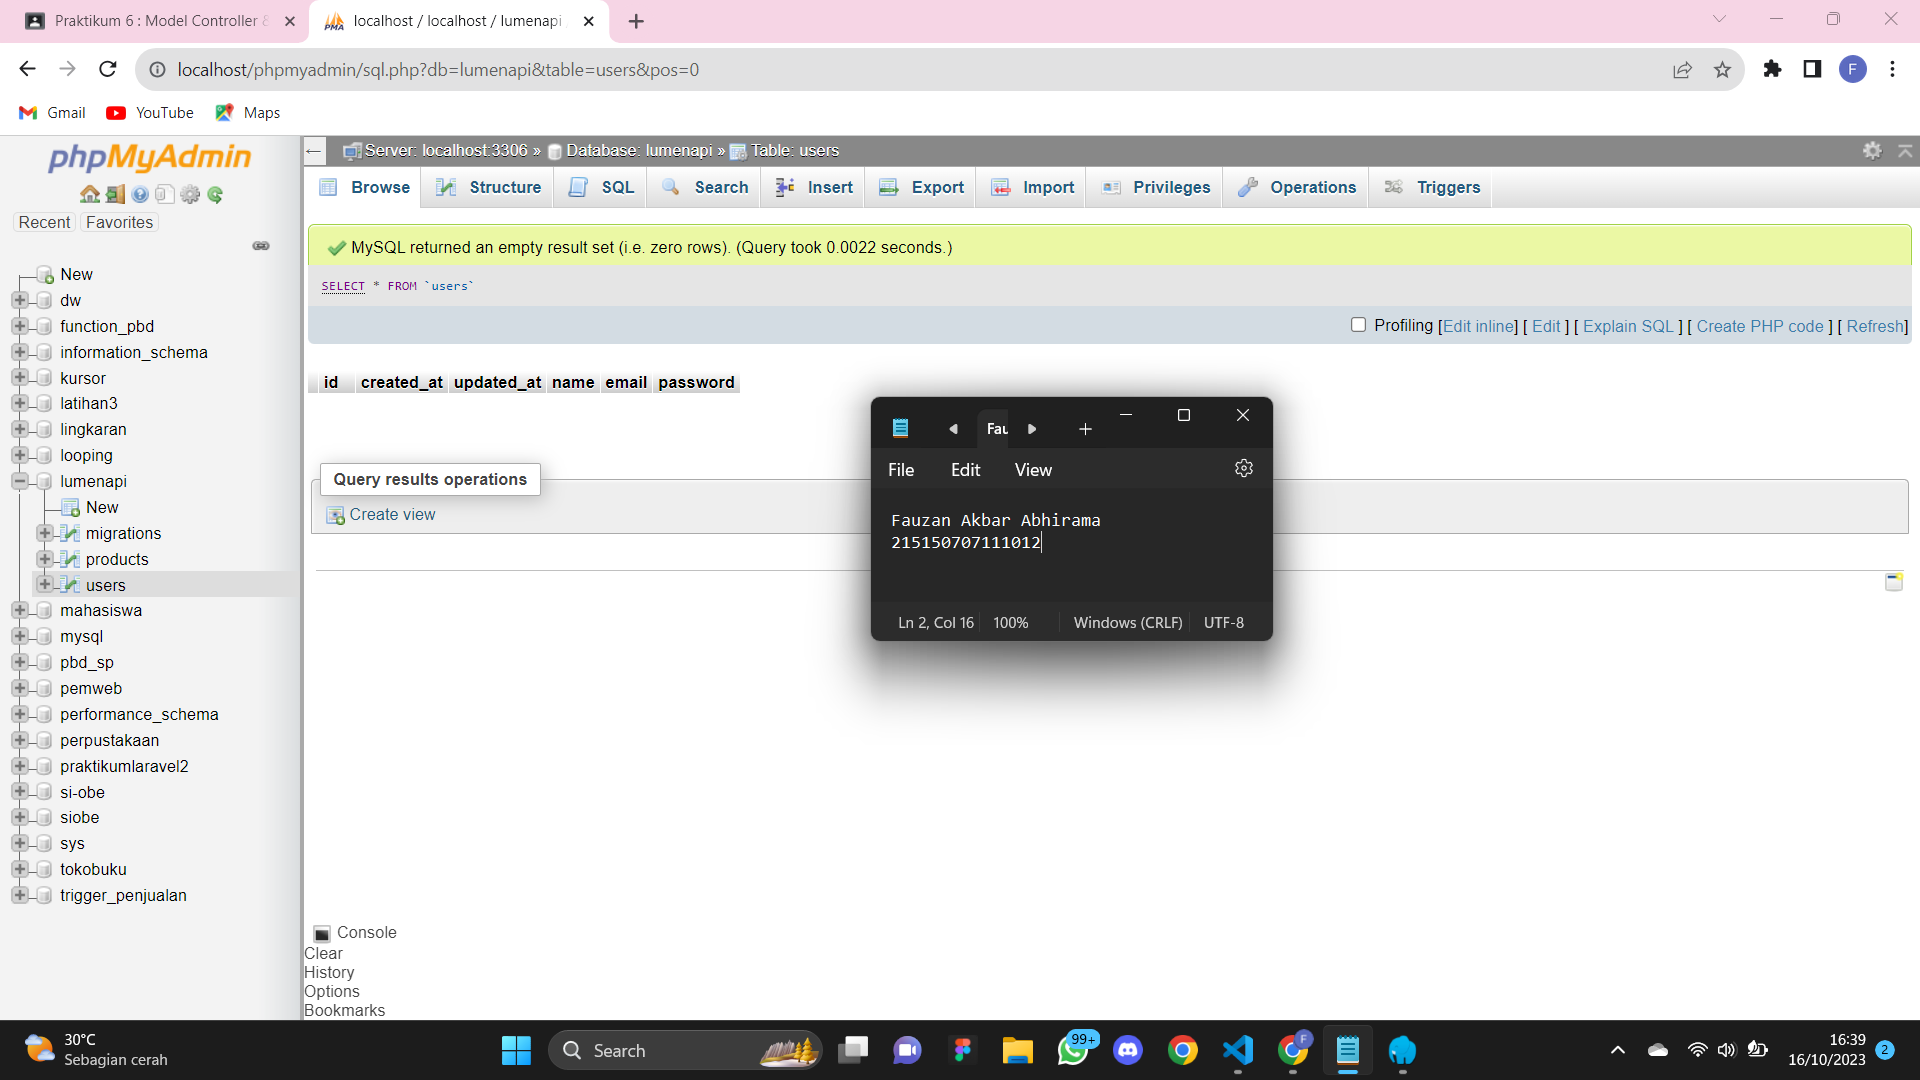 Praktikum 6 : Model Controller &
localhost / localhost / lumenapi
localhost/phpmyadmin/sql.php?db=lumenapi&table=users&pos=0
F
Gmail
YouTube
Maps
phpMyAdmin
Recent
Favorites
New
dw
function_pbd
information_schema
kursor
latihan3
lingkaran
looping
lumenapi
New
migrations
products
users
mahasiswa
mysql
pbd_sp
pemweb
performance_schema
perpustakaan
praktikumlaravel2
si-obe
siobe
sys
tokobuku
trigger_penjualan
Server: localhost:3306 » Database: lumenapi » Table: users
Browse Structure SQL Search Insert Export Import Privileges Operations Triggers
MySQL returned an empty result set (i.e. zero rows). (Query took 0.0022 seconds.)
SELECT * FROM `users`
Profiling [Edit inline] [ Edit ] [ Explain SQL ] [ Create PHP code ] [ Refresh]
id created_at updated_at name email password
Query results operations
Create view
Fau
File Edit View
Fauzan Akbar Abhirama
215150707111012
Ln 2, Col 16 100% Windows (CRLF) UTF-8
Console
Clear
History
Options
Bookmarks
30°C
Sebagian cerah
Search
99+
F
16:39
16/10/2023
2